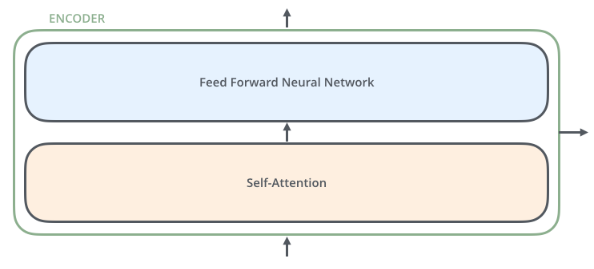 ENCODER
Feed Forward Neural Network
Self-Attention